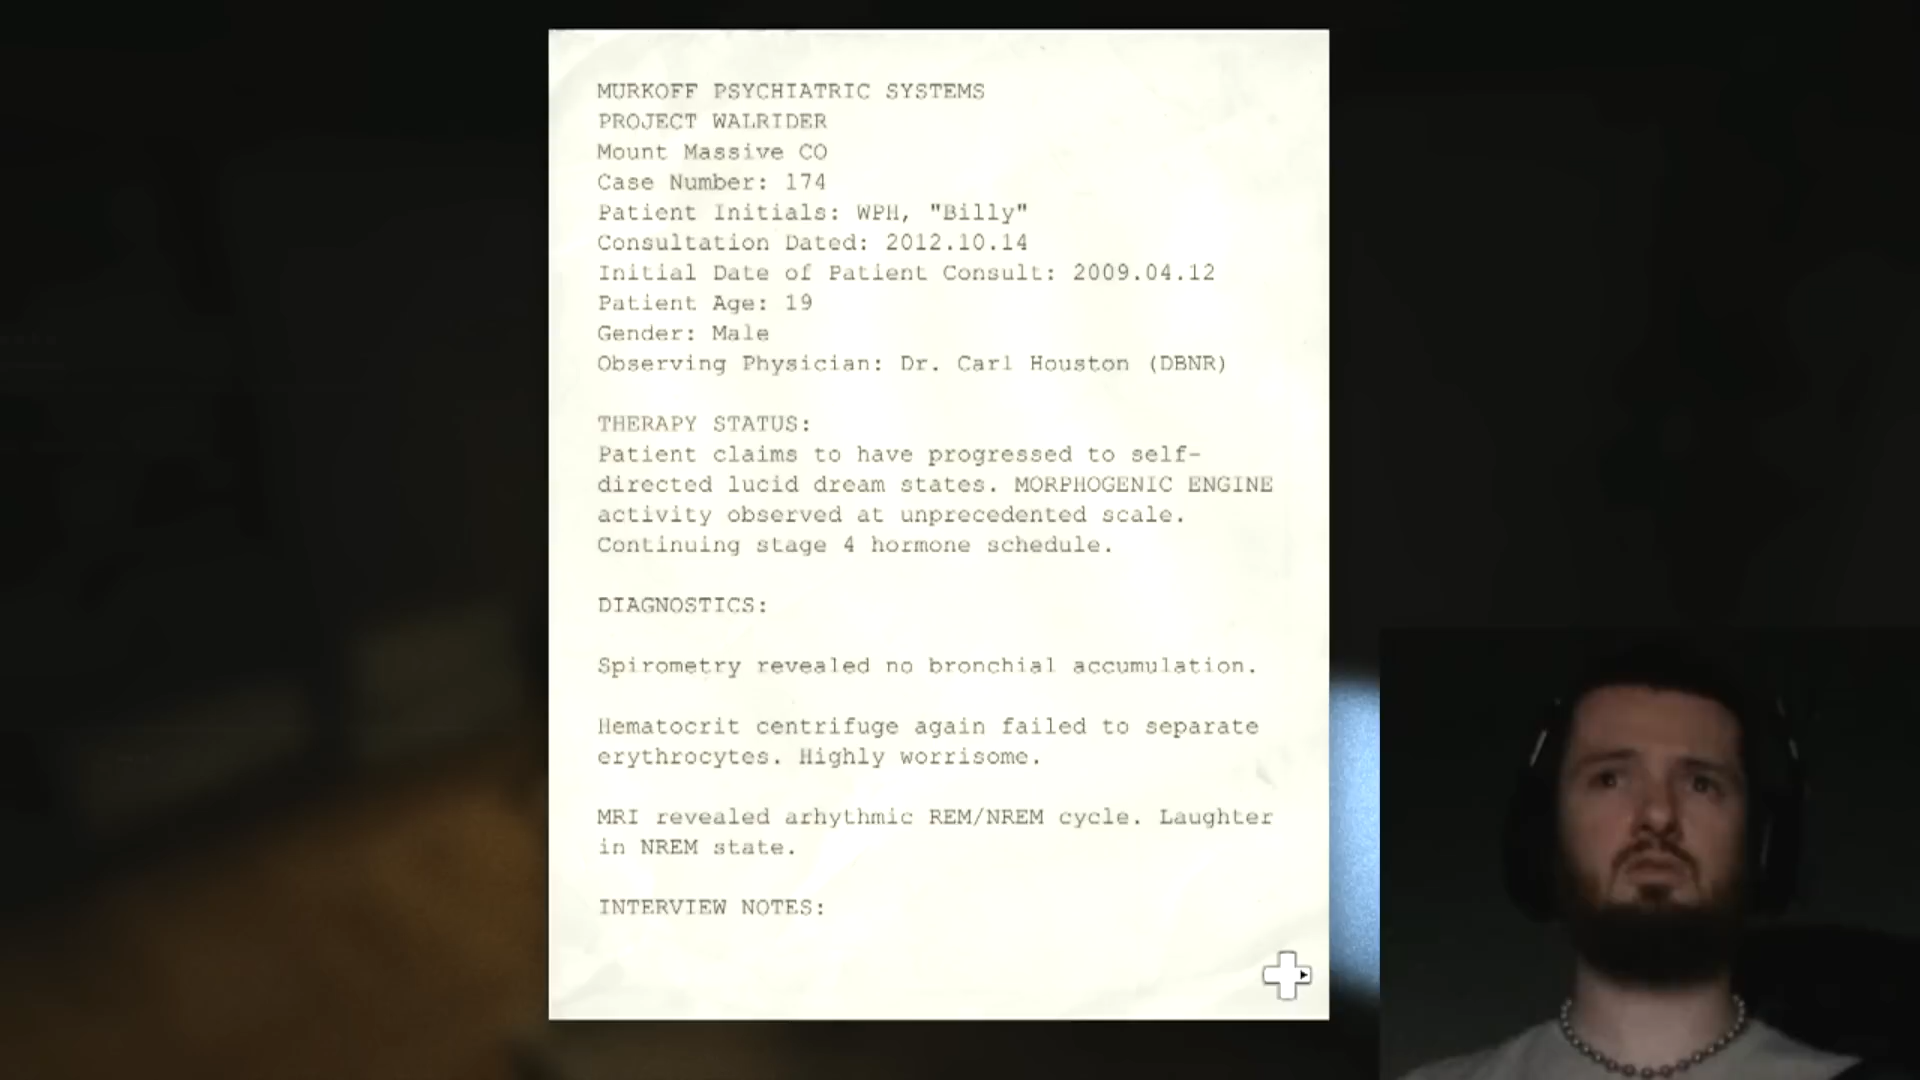 MURKOFF PSYCHIATRIC SYSTEMS
PROJECT WALRIDER
Mount Massive CO
Case Number: 174
Patient Initials: WPH, "Billy"
Consultation Dated: 2012.10.14
Initial Date of Patient Consult: 2009.04.12
Patient Age: 19
Gender: Male
Observing Physician: Dr. Carl Houston (DBNR)
THERAPY STATUS:
Patient claims to have progressed to self-
directed lucid dream states. MORPHOGENIC ENGINE
activity observed at unprecedented scale.
Continuing stage 4 hormone schedule.
DIAGNOSTICS:
Spirometry revealed no bronchial accumulation.
Hematocrit centrifuge again failed to separate
erythrocytes. Highly worrisome.
MRI revealed arhythmic REM/NREM cycle. Laughter
in NREM state.
INTERVIEW NOTES: